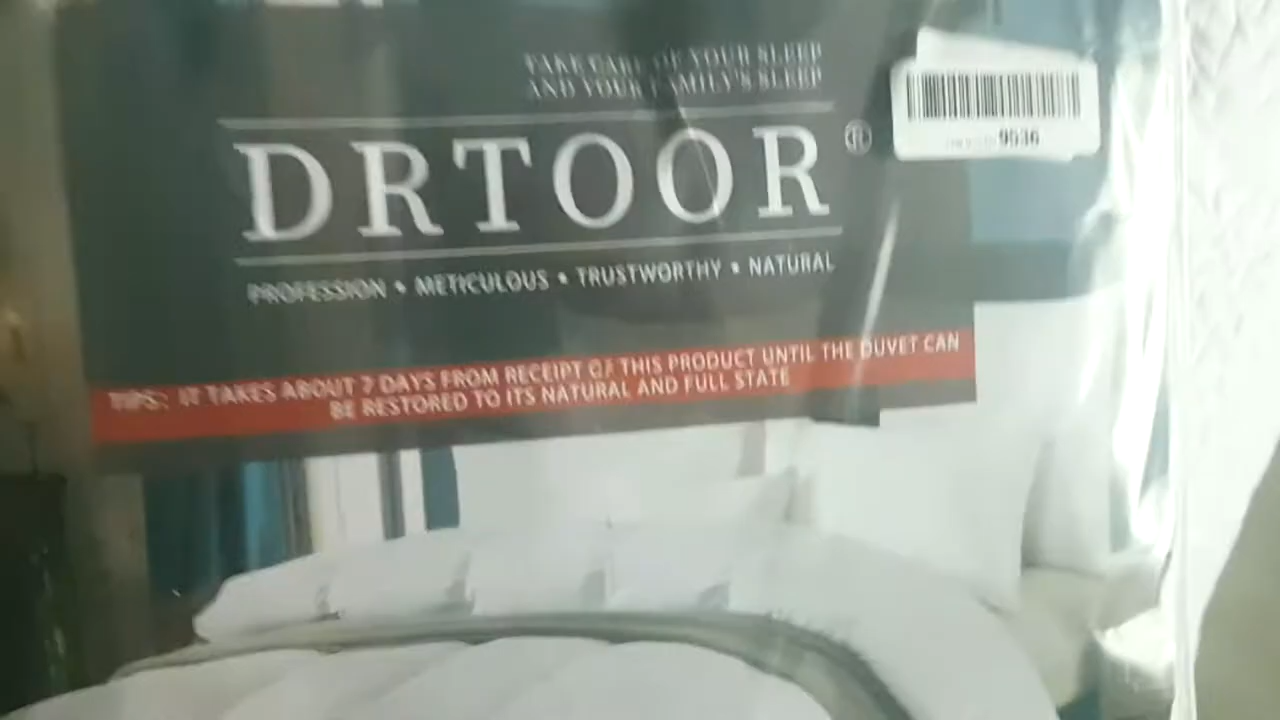 TAKE CARE OF YOUR SLEEP
AND YOUR FAMILY'S SLEEP
DRTOOR®
PROFESSION • METICULOUS • TRUSTWORTHY • NATURAL
TIPS: IT TAKES ABOUT 7 DAYS FROM RECEIPT OF THIS PRODUCT UNTIL THE DUVET CAN
BE RESTORED TO ITS NATURAL AND FULL STATE
9536